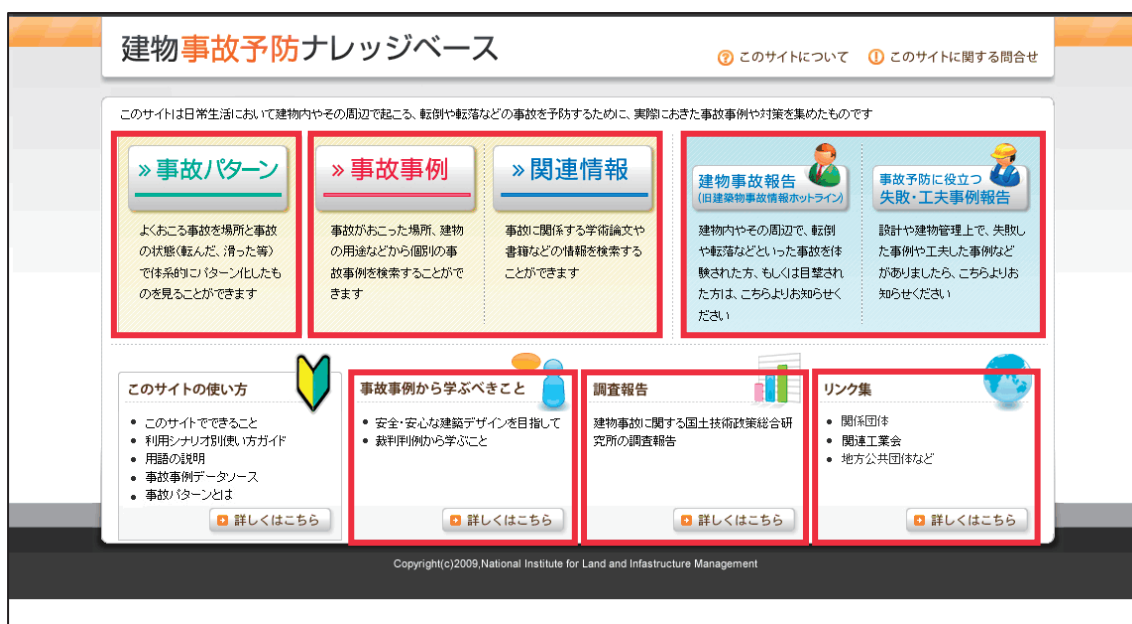 建物事故予防ナレッジベース
このサイトについて
このサイトに関する問合せ
このサイトは日常生活において建物内やその周辺で起こる、転倒や転落などの事故を予防するために、実際におきた事故事例や対策を集めたものです
» 事故パターン
よくおこる事故を場所と事故
の状態(転んだ、滑った等)
で体系的にパターン化したも
のを見ることができます
» 事故事例
事故がおこった場所、建物
の用途などから個別の事
故事例を検索することがで
きます
» 関連情報
事故に関係する学術論文や
書籍などの情報を検索する
ことができます
建物事故報告
(旧建築物事故情報ホットライン)
建物内やその周辺で、転倒
や転落などといった事故を体
験された方、もしくは目撃され
た方は、こちらよりお知らせく
ださい
事故予防に役立つ
失敗・工夫事例報告
設計や建物管理上で、失敗し
た事例や工夫した事例など
がありましたら、こちらよりお
知らせください
このサイトの使い方
• このサイトでできること
• 利用シナリオ別使い方ガイド
• 用語の説明
• 事故事例データソース
• 事故パターンとは
詳しくはこちら
事故事例から学ぶべきこと
• 安全・安心な建築デザインを目指して
• 裁判判例から学ぶこと
詳しくはこちら
調査報告
建物事故に関する国土技術政策総合研
究所の調査報告
詳しくはこちら
リンク集
• 関係団体
• 関連工業会
• 地方公共団体など
詳しくはこちら
Copyright(c)2009,National Institute for Land and Infastructure Management